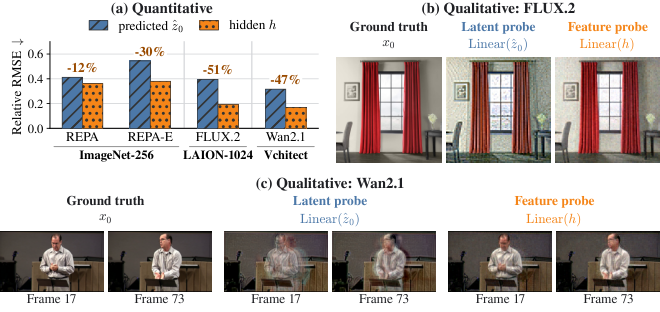 (a) Quantitative
predicted ẑ₀ hidden h
Relative RMSE ↓
0.6
0.4
0.2
0.0
-12%
-30%
-51%
-47%
REPA REPA-E FLUX.2 Wan2.1
ImageNet-256 LAION-1024 Vchitect
(b) Qualitative: FLUX.2
Ground truth Latent probe Feature probe
x₀ Linear(ẑ₀) Linear(h)
(c) Qualitative: Wan2.1
Ground truth Latent probe Feature probe
x₀ Linear(ẑ₀) Linear(h)
Frame 17 Frame 73 Frame 17 Frame 73 Frame 17 Frame 73